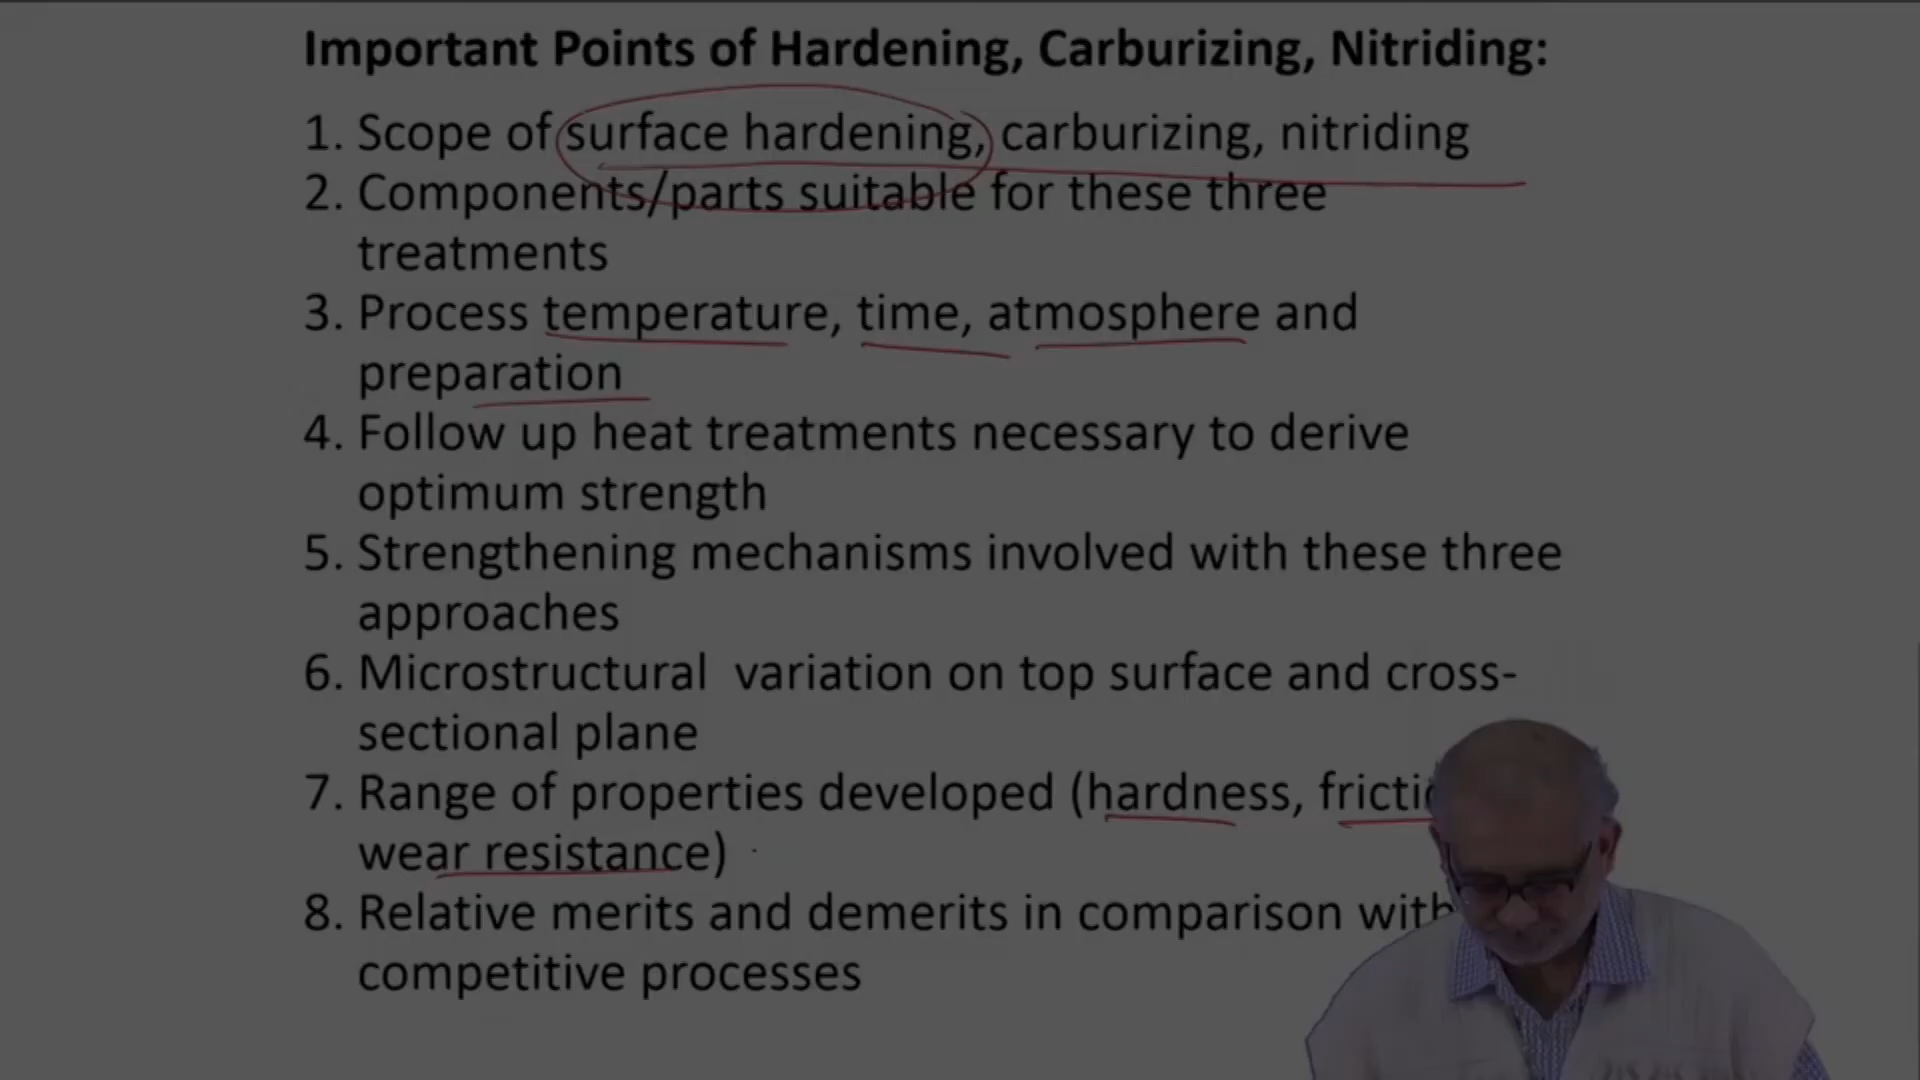 Important Points of Hardening, Carburizing, Nitriding:
1. Scope of surface hardening, carburizing, nitriding
2. Components/parts suitable for these three
treatments
3. Process temperature, time, atmosphere and
preparation
4. Follow up heat treatments necessary to derive
optimum strength
5. Strengthening mechanisms involved with these three
approaches
6. Microstructural variation on top surface and cross-
sectional plane
7. Range of properties developed (hardness,
wear resistance)
8. Relative merits and demerits in comparison with
competitive processes